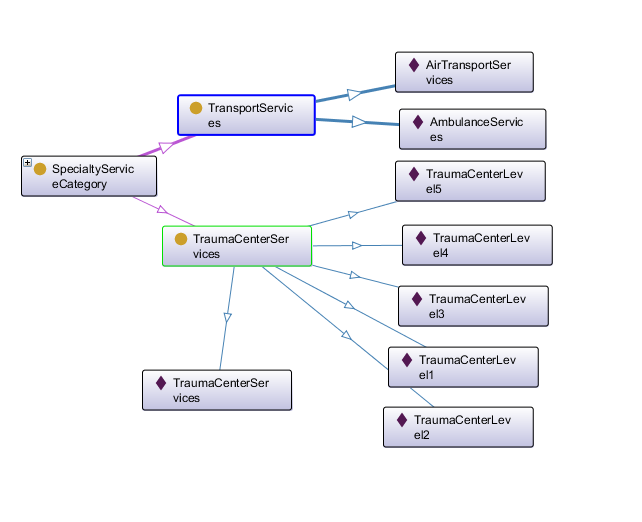 AirTransportSer
vices
TransportServic
es
AmbulanceServic
es
SpecialtyServic
eCategory
TraumaCenterLev
el5
TraumaCenterSer
vices
TraumaCenterLev
el4
TraumaCenterLev
el3
TraumaCenterLev
el1
TraumaCenterSer
vices
TraumaCenterLev
el2